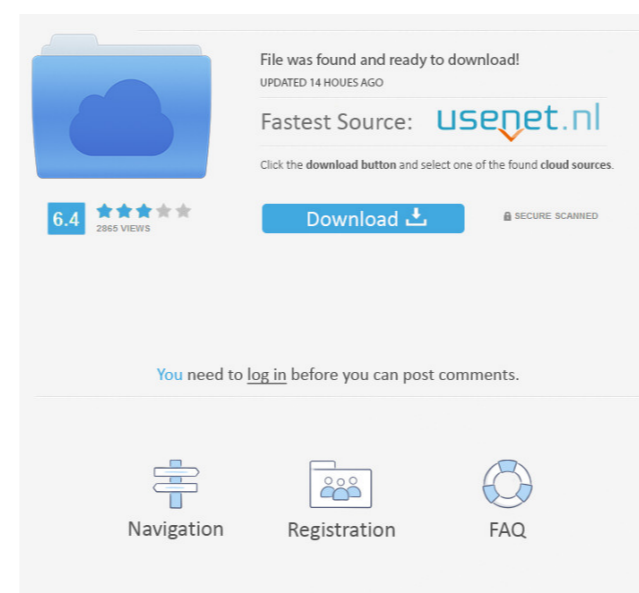 File was found and ready to download!
UPDATED 14 HOUES AGO
Fastest Source: usenet.nl
Click the download button and select one of the found cloud sources.
6.4
2865 VIEWS
Download
SECURE SCANNED
You need to log in before you can post comments.
Navigation
Registration
FAQ